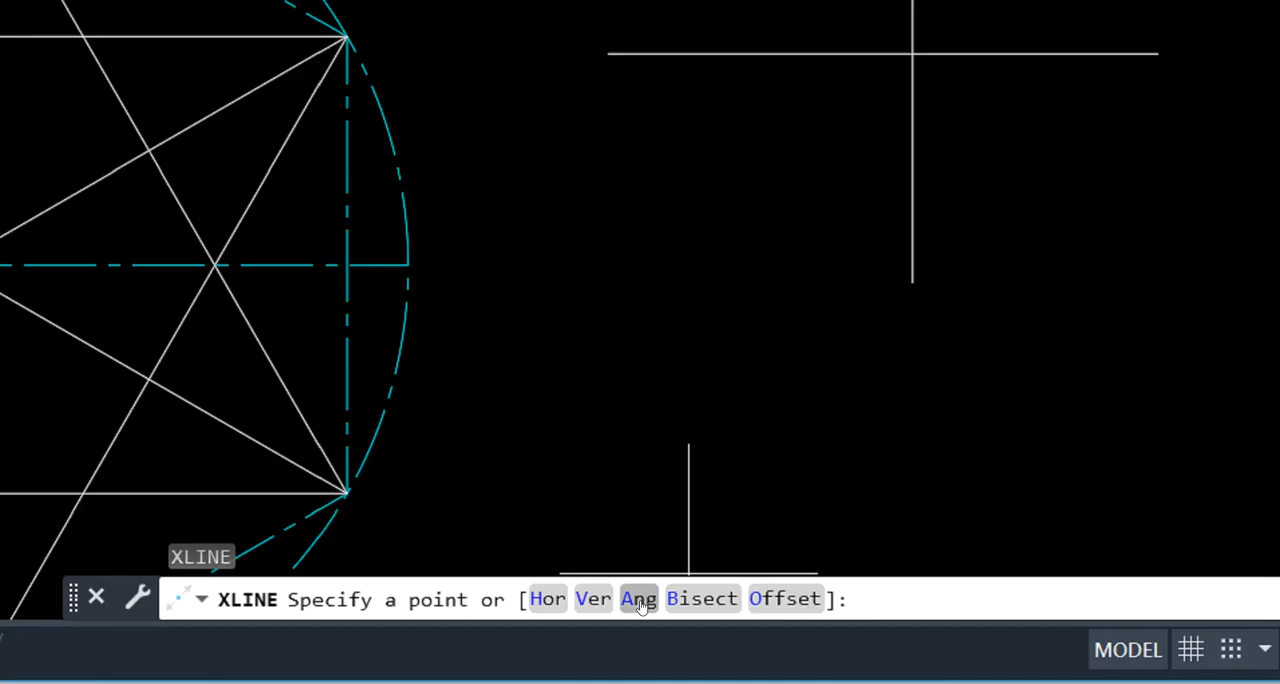 XLINE
XLINE Specify a point or [Hor Ver Ang Bisect Offset]:
MODEL